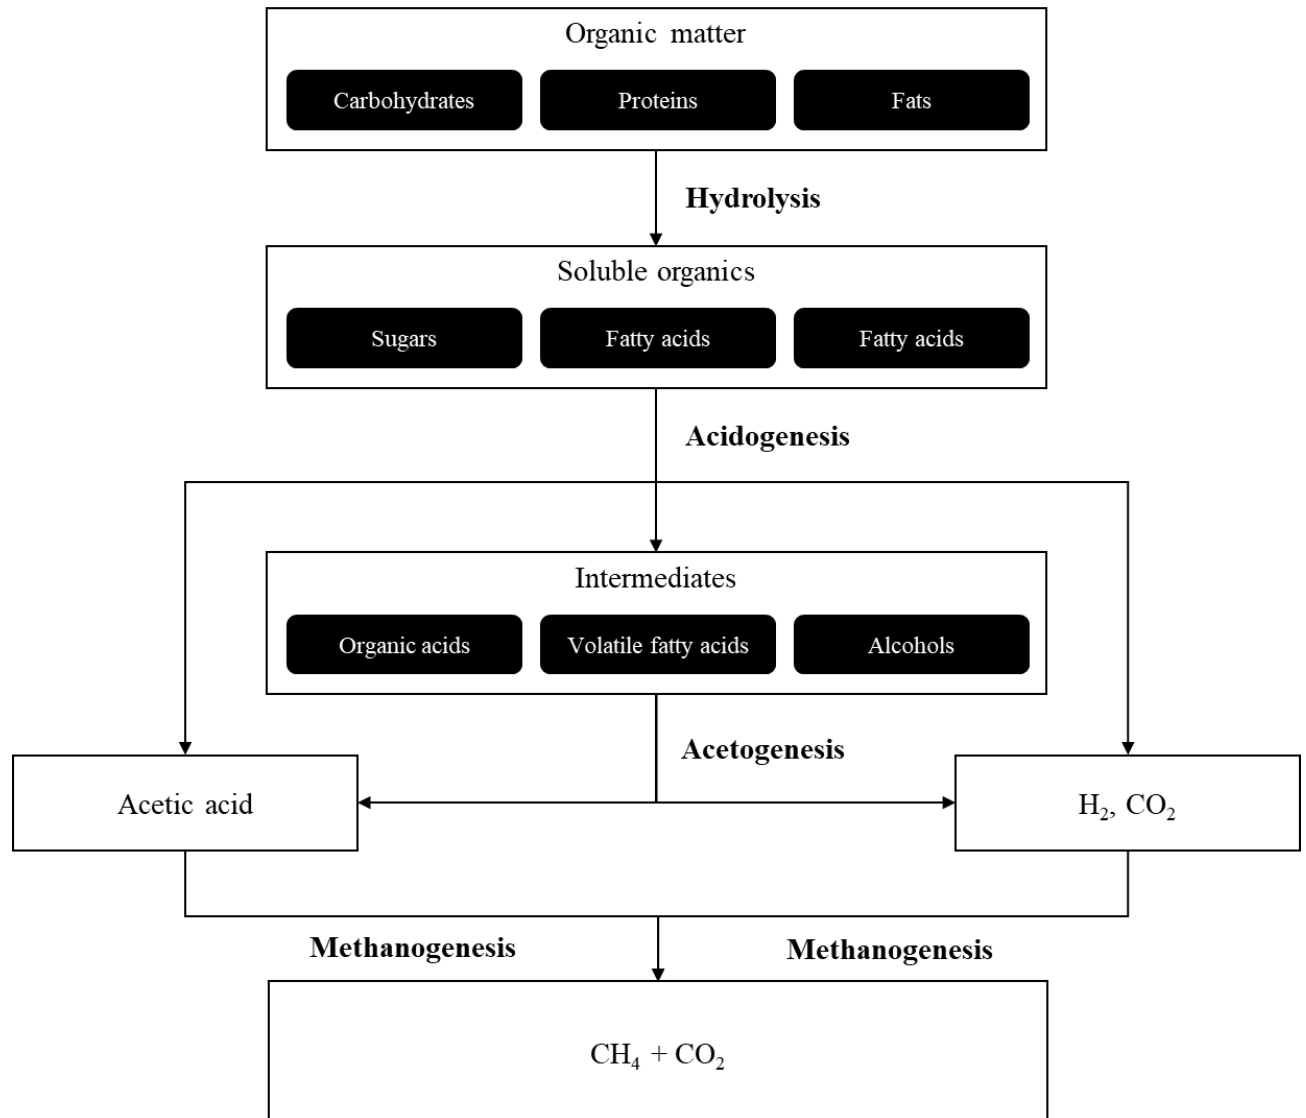 Organic matter
Carbohydrates
Proteins
Fats
Hydrolysis
Soluble organics
Sugars
Fatty acids
Fatty acids
Acidogenesis
Intermediates
Organic acids
Volatile fatty acids
Alcohols
Acetogenesis
Acetic acid
H₂, CO₂
Methanogenesis
Methanogenesis
CH₄ + CO₂